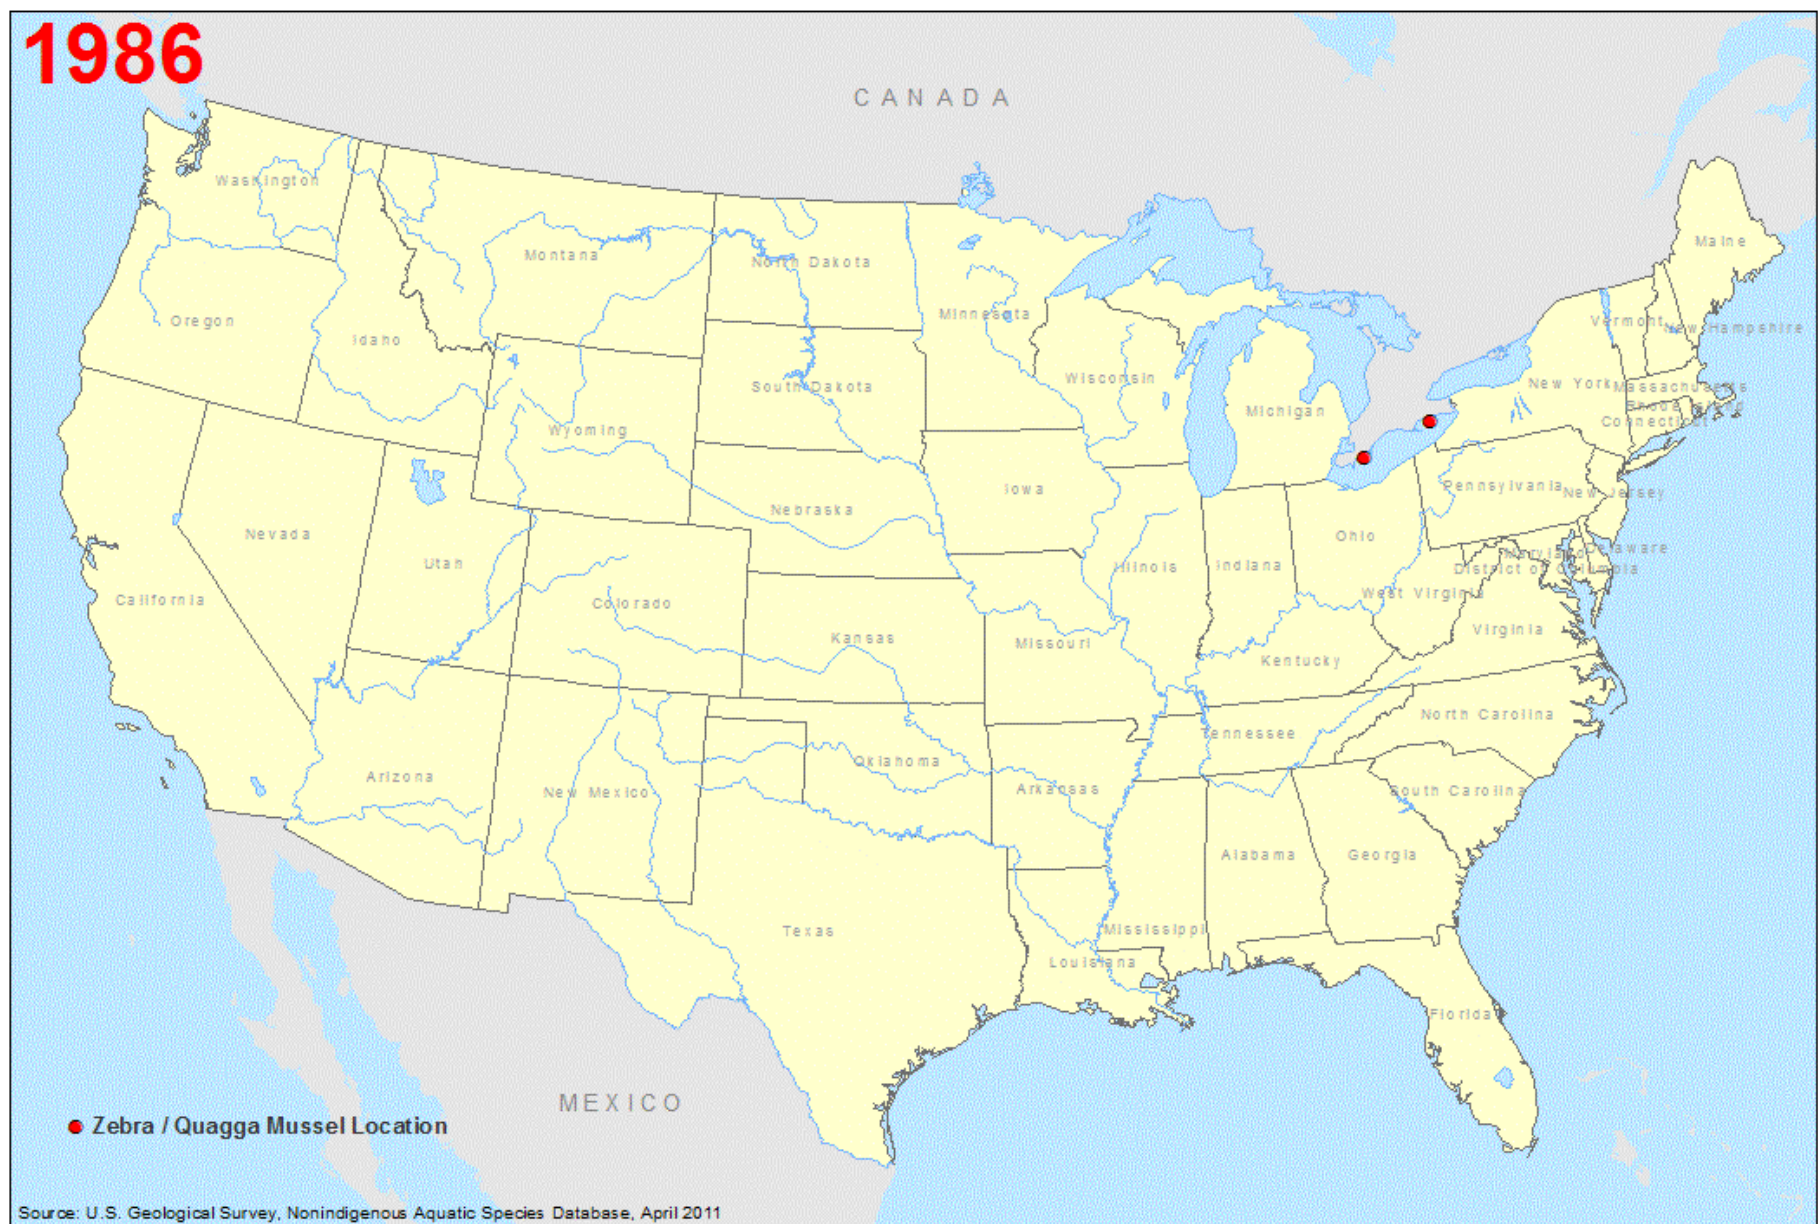 1986
CANADA
Washington
Maine
Montana
North Dakota
Minnesota
Oregon
Vermont
New Hampshire
Idaho
Wisconsin
South Dakota
New York
Massachusetts
Rhode Island
Michigan
Connecticut
Wyoming
Iowa
Pennsylvania
New Jersey
Nebraska
Nevada
Ohio
Maryland
Delaware
Utah
Illinois
Indiana
District of Columbia
California
Colorado
West Virginia
Virginia
Kansas
Missouri
Kentucky
North Carolina
Tennessee
Oklahoma
Arizona
New Mexico
Arkansas
South Carolina
Alabama
Georgia
Texas
Mississippi
Louisiana
Florida
MEXICO
Zebra / Quagga Mussel Location
Source: U.S. Geological Survey, Nonindigenous Aquatic Species Database, April 2011